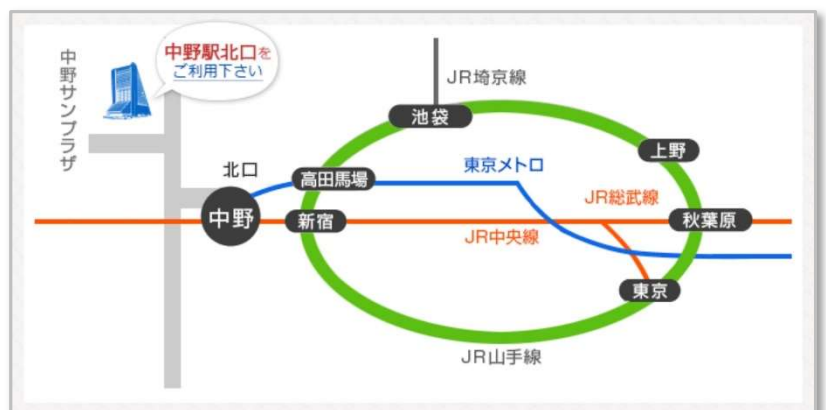 中野サンプラザ
中野駅北口を
ご利用下さい
JR埼京線
池袋
上野
北口
高田馬場
東京メトロ
JR総武線
中野
新宿
秋葉原
JR中央線
東京
JR山手線